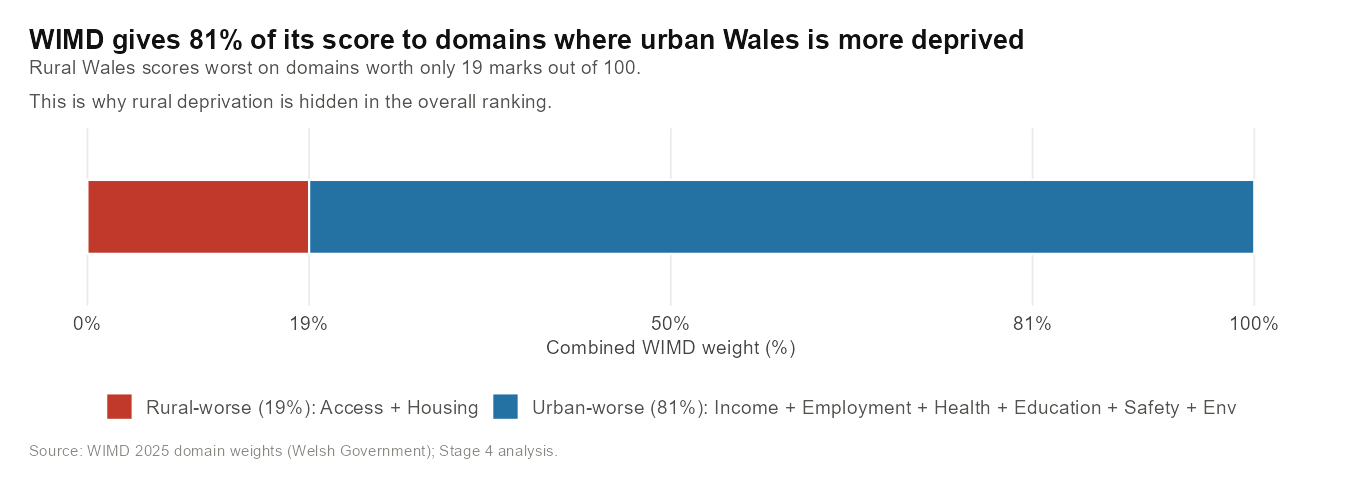 WIMD gives 81% of its score to domains where urban Wales is more deprived
Rural Wales scores worst on domains worth only 19 marks out of 100.
This is why rural deprivation is hidden in the overall ranking.
0% 19% 50% 81% 100%
Combined WIMD weight (%)
Rural-worse (19%): Access + Housing Urban-worse (81%): Income + Employment + Health + Education + Safety + Env
Source: WIMD 2025 domain weights (Welsh Government); Stage 4 analysis.